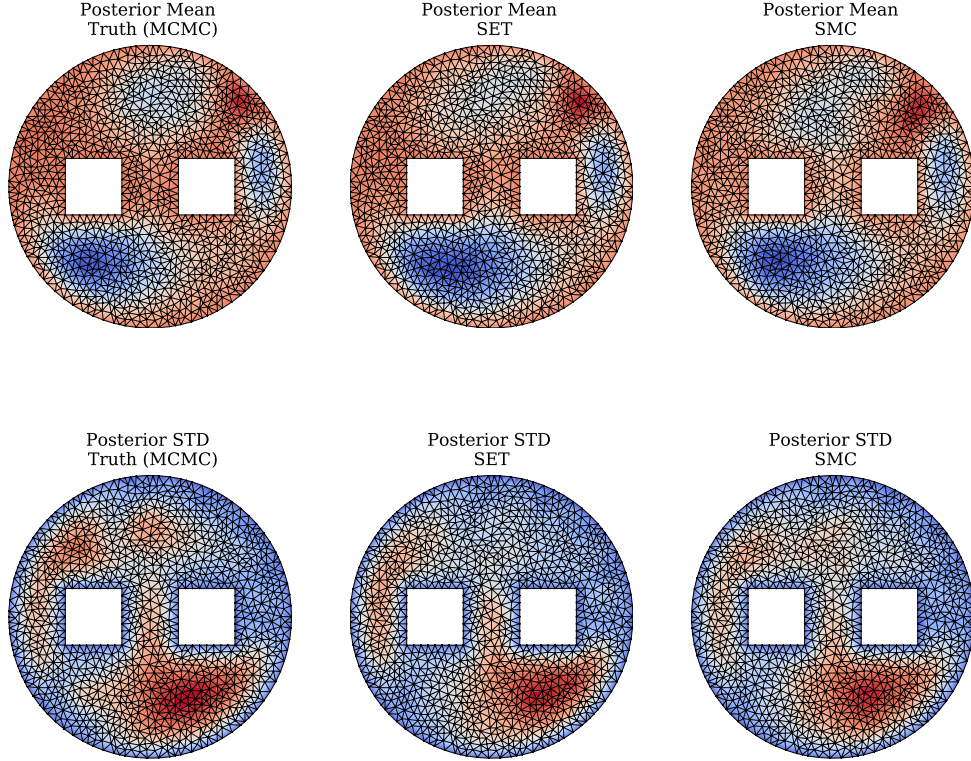 Posterior Mean
Truth (MCMC)
Posterior Mean
SET
Posterior Mean
SMC
Posterior STD
Truth (MCMC)
Posterior STD
SET
Posterior STD
SMC